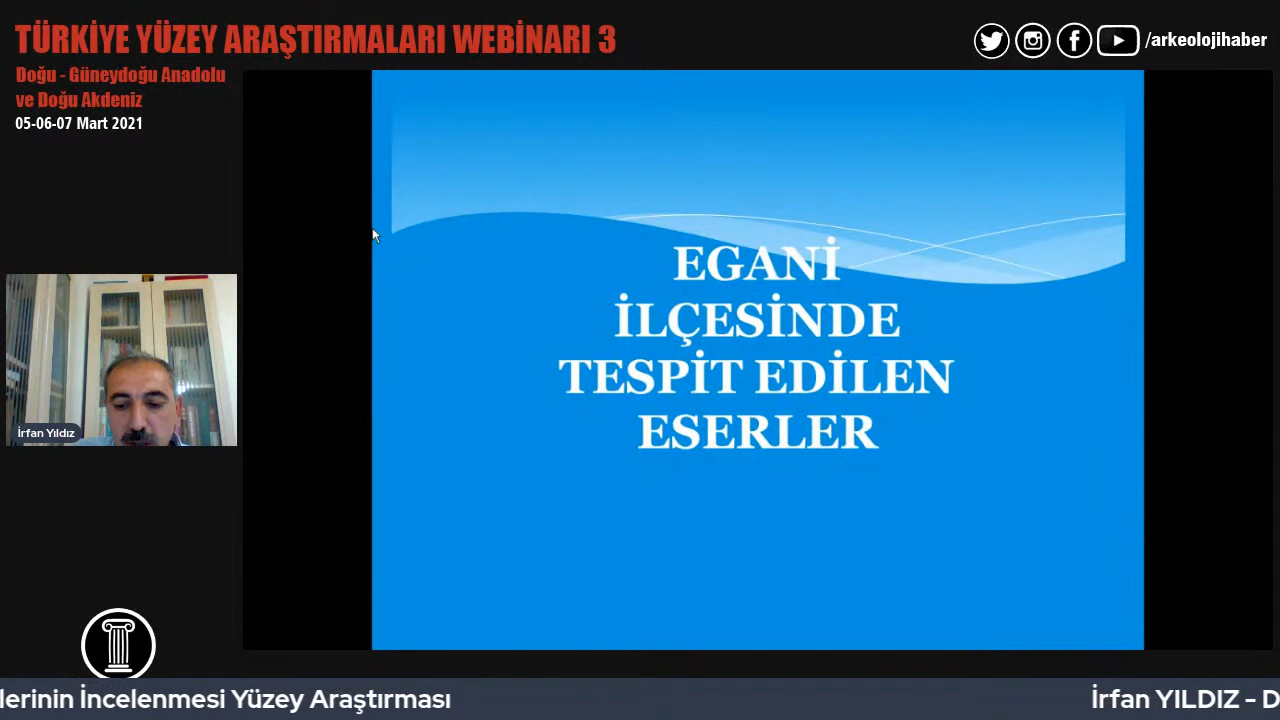 TÜRKİYE YÜZEY ARAŞTIRMALARI WEBİNARI 3
/arkeolojihaber
Doğu - Güneydoğu Anadolu
ve Doğu Akdeniz
05-06-07 Mart 2021
EGANİ
İLÇESİNDE
TESPİT EDİLEN
ESERLER
İrfan Yıldız
lerinin İncelenmesi Yüzey Araştırması
İrfan YILDIZ - D